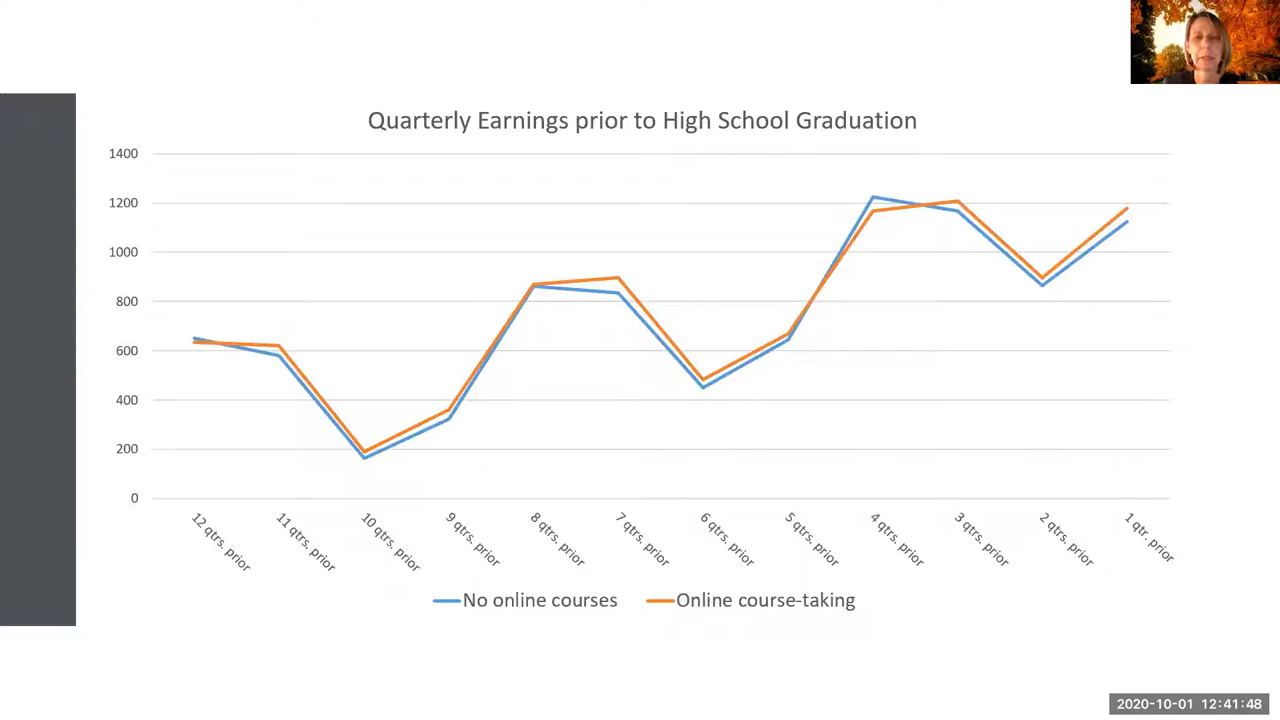 Quarterly Earnings prior to High School Graduation
1400
1200
1000
800
600
400
200
0
12 qtrs. prior
11 qtrs. prior
10 qtrs. prior
9 qtrs. prior
8 qtrs. prior
7 qtrs. prior
6 qtrs. prior
5 qtrs. prior
4 qtrs. prior
3 qtrs. prior
2 qtrs. prior
1 qtr. prior
No online courses
Online course-taking
2020-10-01 12:41:48